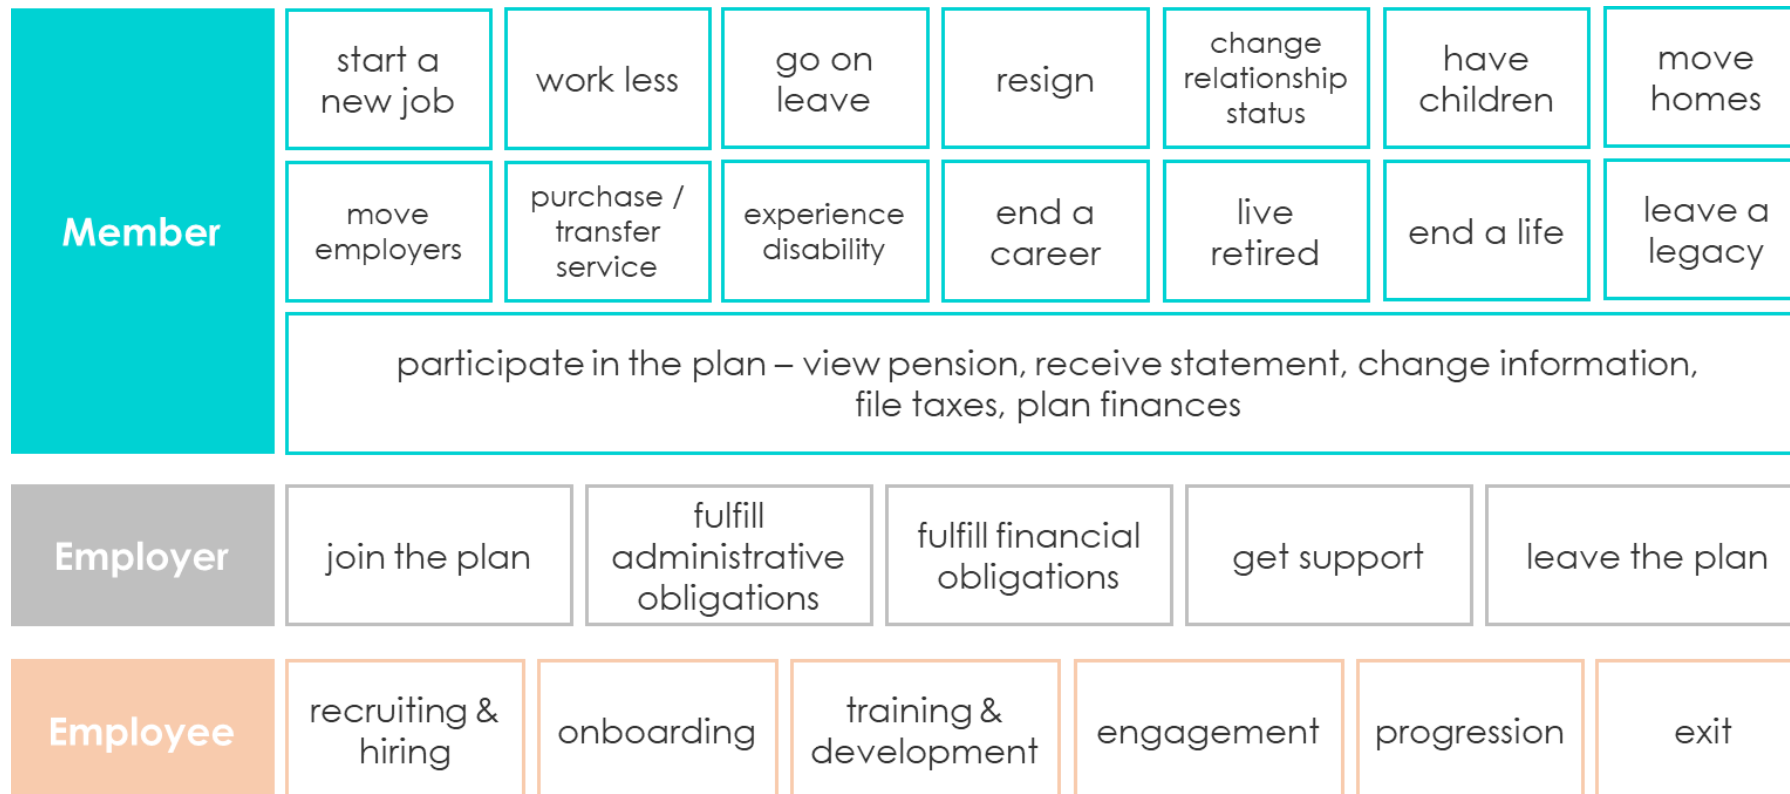 start a
new job
work less
go on
leave
resign
change
relationship
status
have
children
move
homes
Member
move
employers
purchase /
transfer
service
experience
disability
end a
career
live
retired
end a life
leave a
legacy
participate in the plan – view pension, receive statement, change information,
file taxes, plan finances
Employer
join the plan
fulfill
administrative
obligations
fulfill financial
obligations
get support
leave the plan
Employee
recruiting &
hiring
onboarding
training &
development
engagement
progression
exit